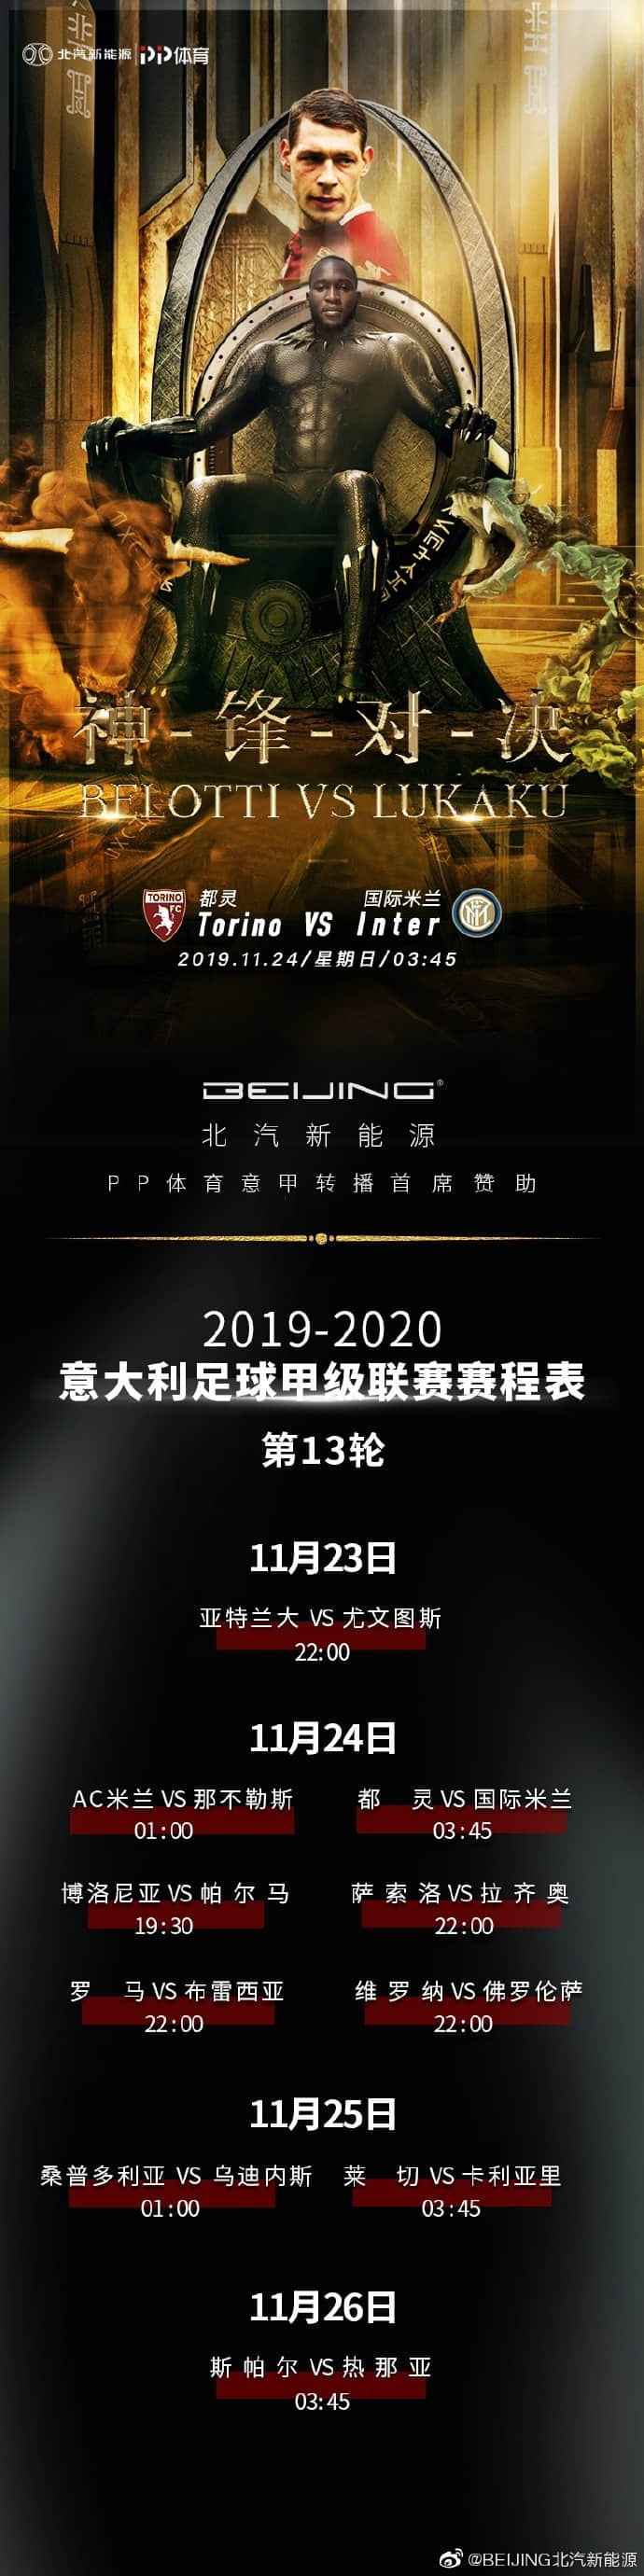 北汽新能源 PP体育
神-锋-对-决
BELOTTI VS LUKAKU
TORINO FC
都灵 国际米兰
Torino VS Inter
2019.11.24/星期日/03:45
BEIJING®
北汽新能源
PP体育意甲转播首席赞助
2019-2020
意大利足球甲级联赛赛程表
第13轮
11月23日
亚特兰大 VS 尤文图斯
22:00
11月24日
AC米兰 VS 那不勒斯
01:00
都 灵 VS 国际米兰
03:45
博洛尼亚 VS 帕尔马
19:30
萨索洛 VS 拉齐奥
22:00
罗 马 VS 布雷西亚
22:00
维罗纳 VS 佛罗伦萨
22:00
11月25日
桑普多利亚 VS 乌迪内斯
01:00
莱 切 VS 卡利亚里
03:45
11月26日
斯帕尔 VS 热那亚
03:45
@BEIJING北汽新能源